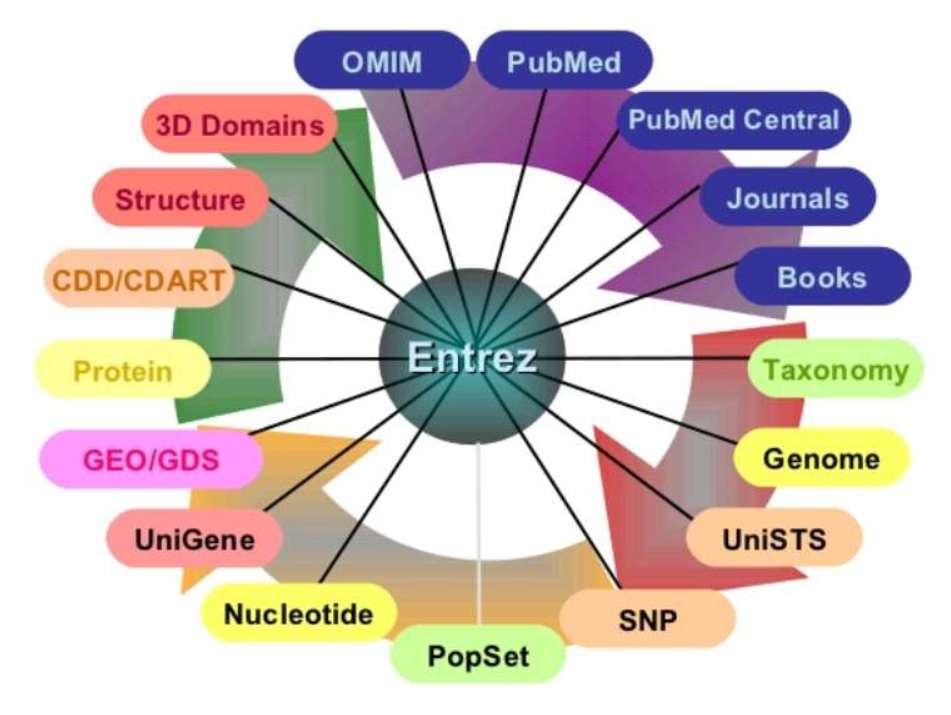 OMIM
PubMed
PubMed Central
3D Domains
Journals
Structure
Books
CDD/CDART
Entrez
Protein
Taxonomy
GEO/GDS
Genome
UniGene
UniSTS
Nucleotide
SNP
PopSet